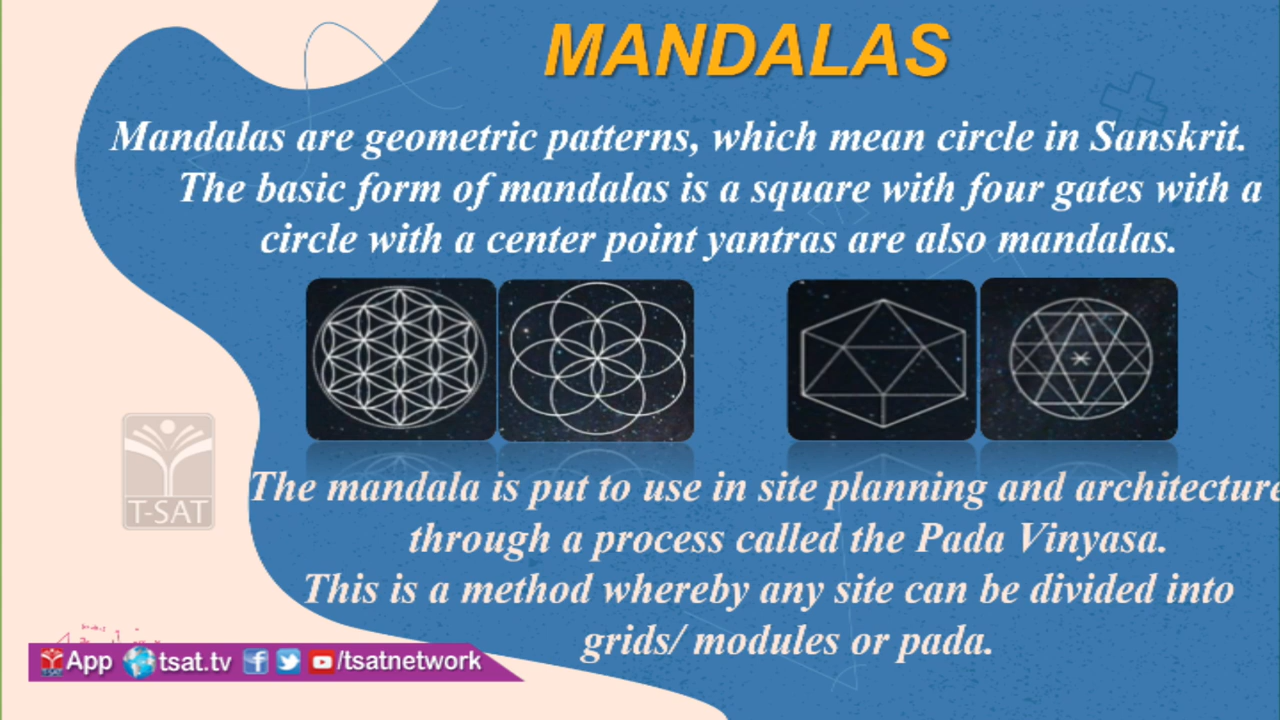 MANDALAS
Mandalas are geometric patterns, which mean circle in Sanskrit.
The basic form of mandalas is a square with four gates with a
circle with a center point yantras are also mandalas.
The mandala is put to use in site planning and architecture
through a process called the Pada Vinyasa.
This is a method whereby any site can be divided into
grids/ modules or pada.
T-SAT
App tsat.tv /tsatnetwork